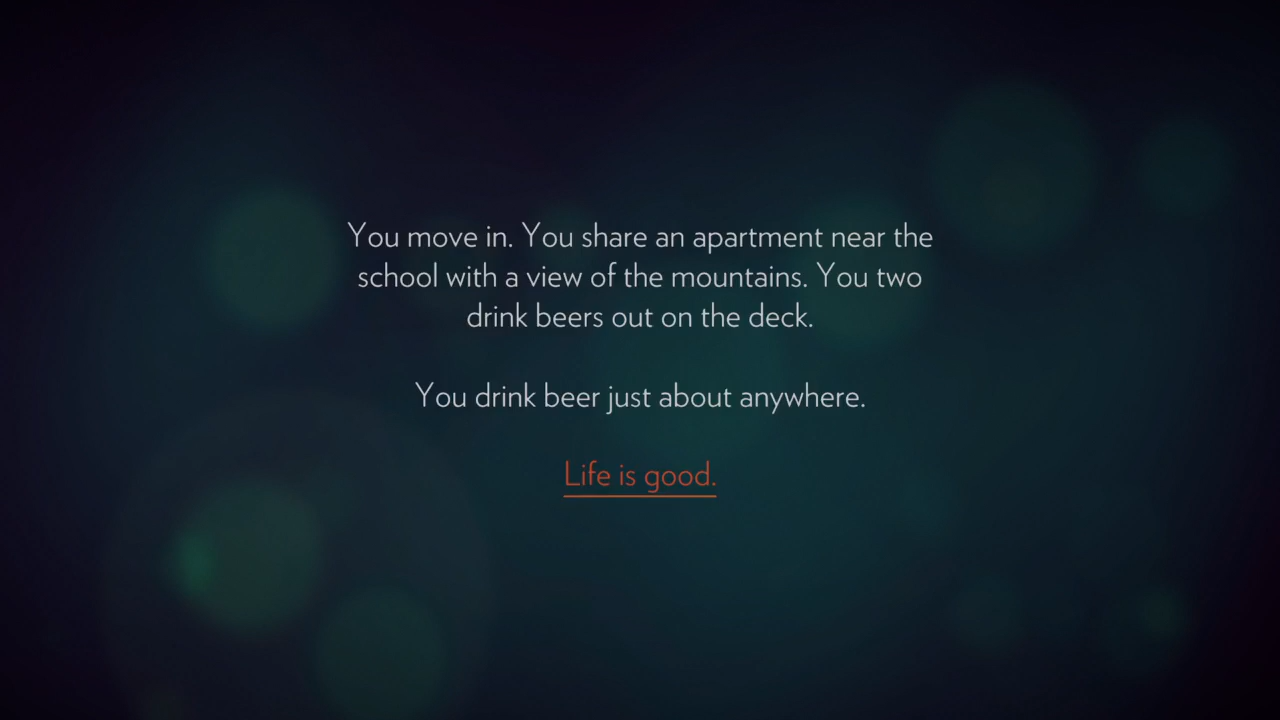 You move in. You share an apartment near the
school with a view of the mountains. You two
drink beers out on the deck.
You drink beer just about anywhere.
Life is good.